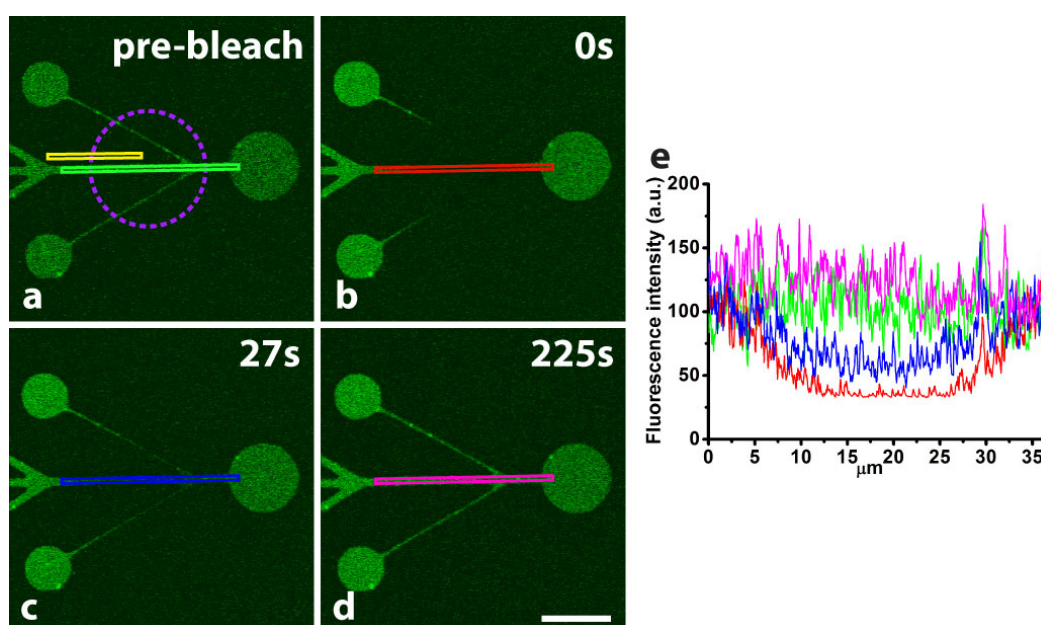 pre-bleach
a
0s
b
27s
c
225s
d
e
Fluorescence intensity (a.u.)
200
150
100
50
0
0 5 10 15 20 25 30 35
μm